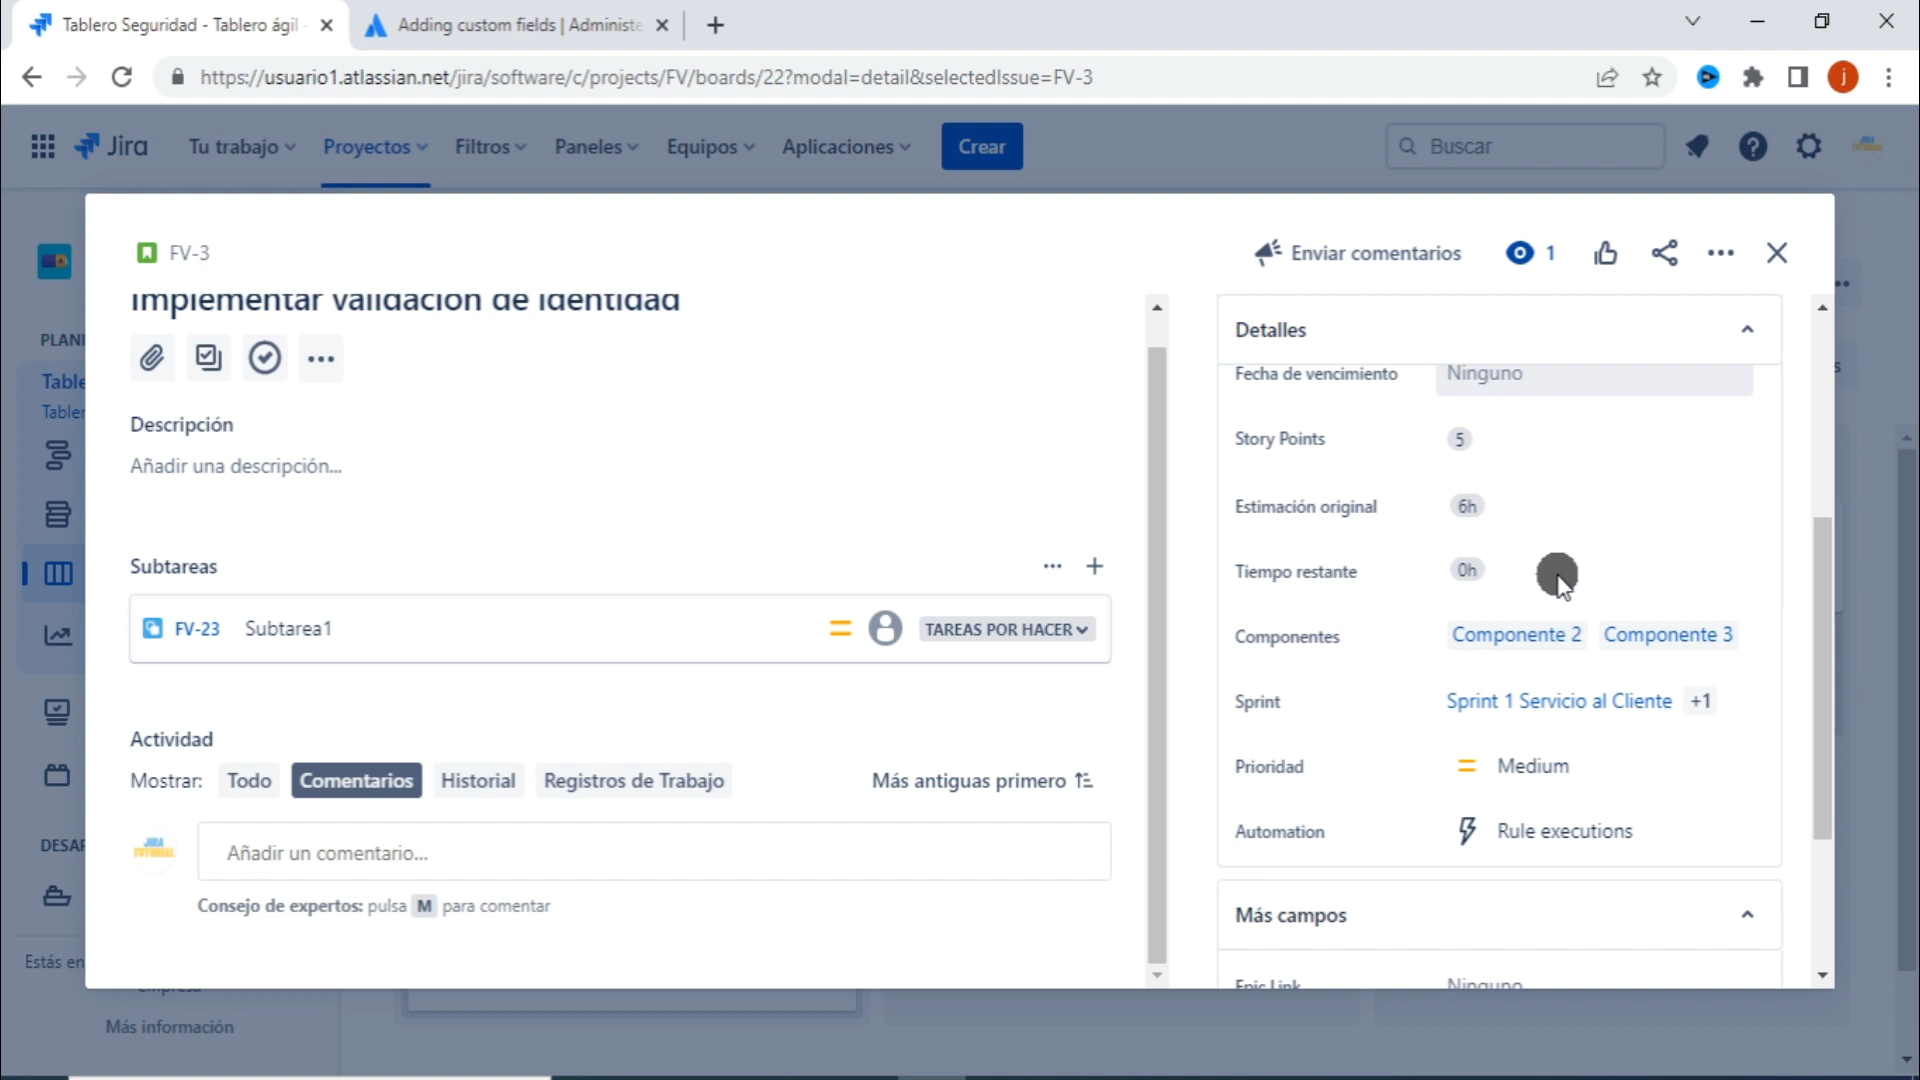 Tablero Seguridad - Tablero ágil -
Adding custom fields | Administe
https://usuario1.atlassian.net/jira/software/c/projects/FV/boards/22?modal=detail&selectedIssue=FV-3
j
Jira
Tu trabajo
Proyectos
Filtros
Paneles
Equipos
Aplicaciones
Crear
Buscar
FV-3
Enviar comentarios
1
Implementar validación de identidad
PLANI
Table
Tabler
Descripción
Añadir una descripción...
Subtareas
FV-23 Subtarea1
TAREAS POR HACER
Actividad
Mostrar:
Todo
Comentarios
Historial
Registros de Trabajo
Más antiguas primero
JIRA
TUTORIAL
Añadir un comentario...
Consejo de expertos: pulsa M para comentar
DESAR
Estás en
empresa
Más información
Detalles
Fecha de vencimiento Ninguno
Story Points 5
Estimación original 6h
Tiempo restante 0h
Componentes Componente 2 Componente 3
Sprint Sprint 1 Servicio al Cliente +1
Prioridad Medium
Automation Rule executions
Más campos
Epic Link Ninguno
s